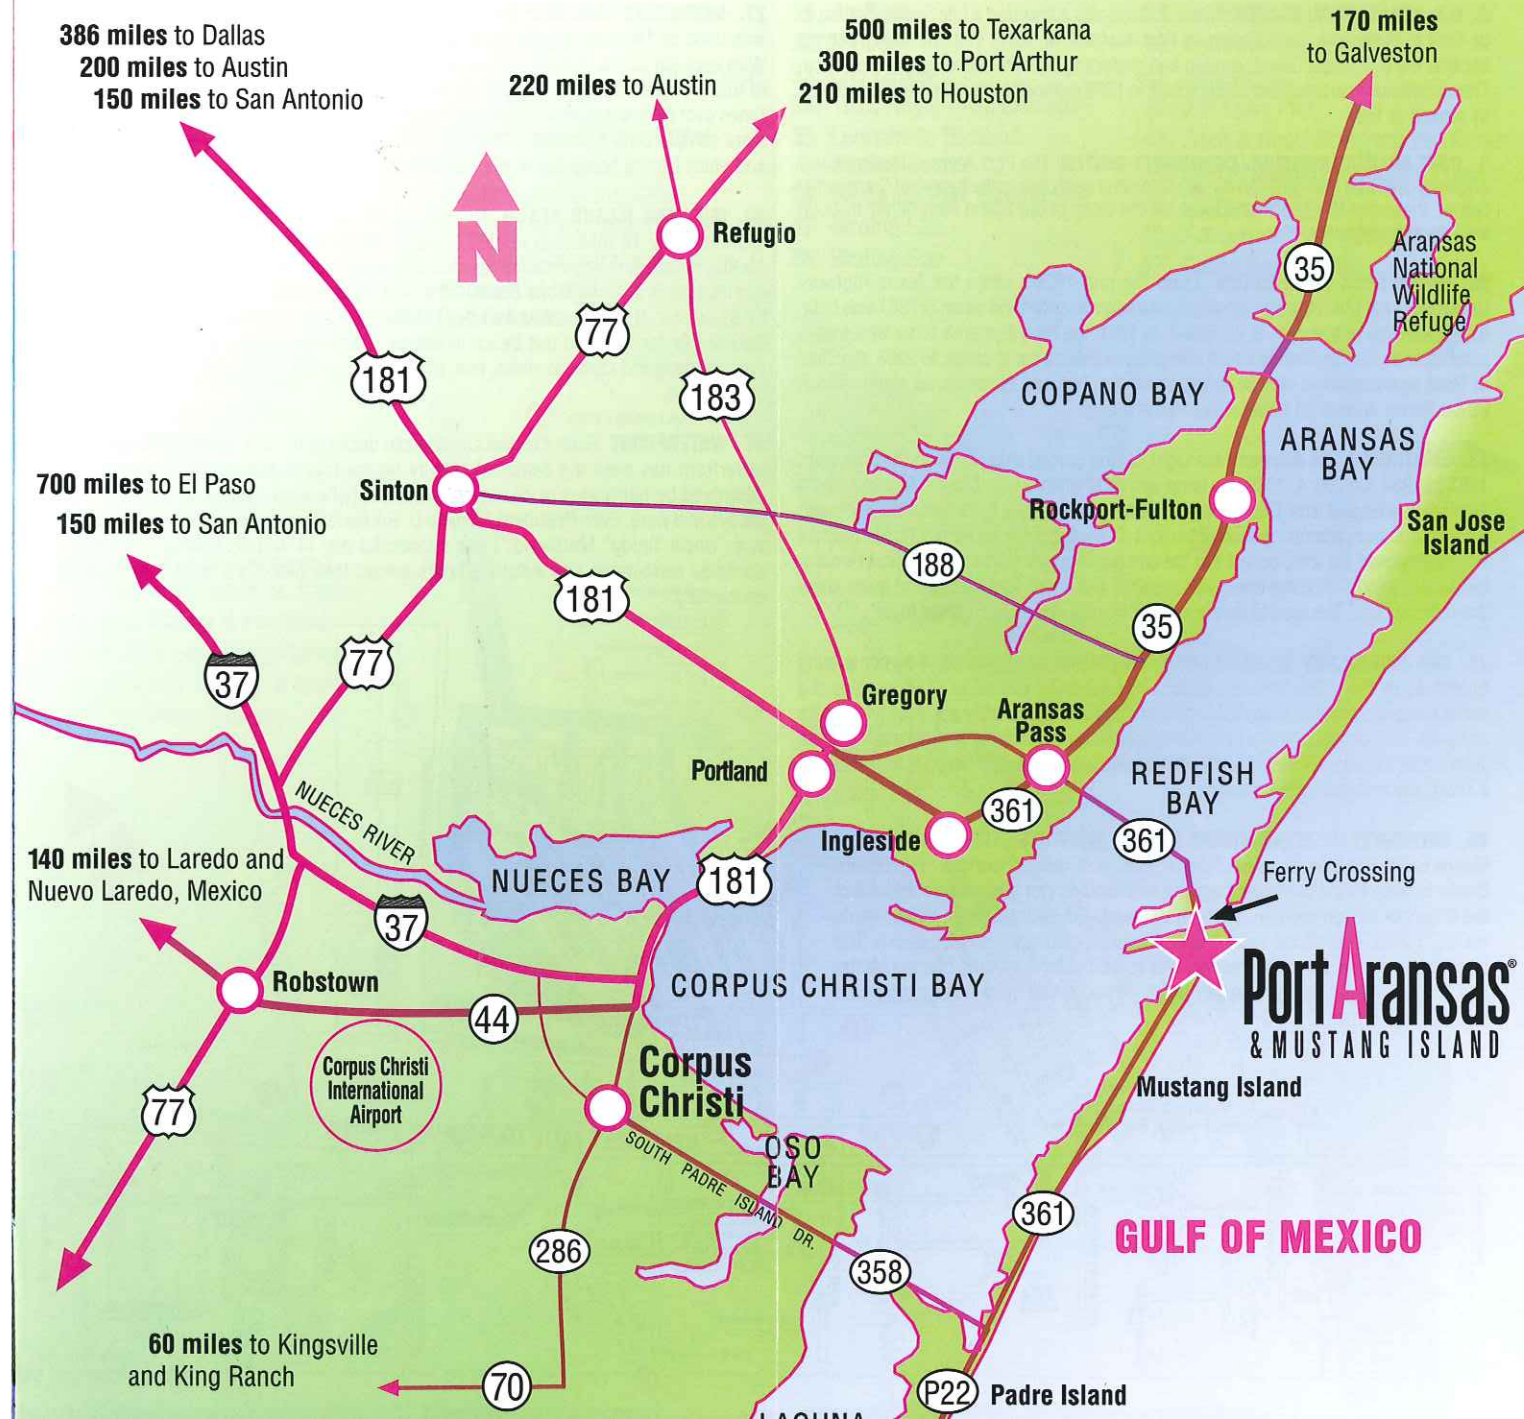 386 miles to Dallas
200 miles to Austin
150 miles to San Antonio
220 miles to Austin
500 miles to Texarkana
300 miles to Port Arthur
210 miles to Houston
170 miles
to Galveston
N
Refugio
35
Aransas
National
Wildlife
Refuge
77
181
183
COPANO BAY
ARANSAS
BAY
700 miles to El Paso
150 miles to San Antonio
Sinton
Rockport-Fulton
San Jose
Island
188
181
35
77
37
Gregory
Aransas
Pass
Portland
REDFISH
BAY
NUECES RIVER
361
Ingleside
361
140 miles to Laredo and
Nuevo Laredo, Mexico
NUECES BAY
181
Ferry Crossing
37
Robstown
CORPUS CHRISTI BAY
PortAransas®
& MUSTANG ISLAND
44
Corpus Christi
International
Airport
Corpus
Christi
Mustang Island
77
SOUTH PADRE ISLAND DR.
OSO
BAY
361
GULF OF MEXICO
286
358
60 miles to Kingsville
and King Ranch
70
P22
Padre Island
LAGUNA